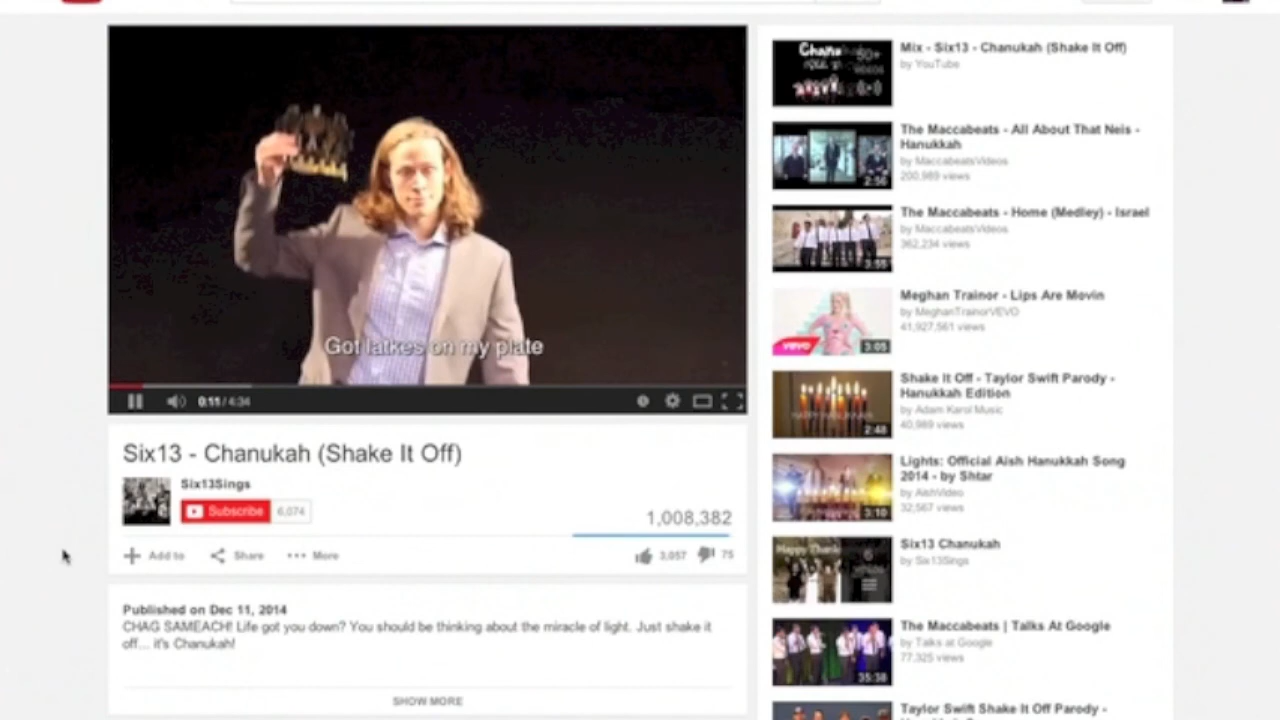 Got latkes on my plate
0:11 / 4:34
Six13 - Chanukah (Shake It Off)
Six13Sings
Subscribe 6,074
1,008,382
Add to Share More 3,057 75
Published on Dec 11, 2014
CHAG SAMEACH! Life got you down? You should be thinking about the miracle of light. Just shake it
off... it's Chanukah!
SHOW MORE
Chanu
50+
Mix - Six13 - Chanukah (Shake It Off)
by YouTube
2:56
The Maccabeats - All About That Neis -
Hanukkah
by MaccabeatsVideos
200,989 views
3:55
The Maccabeats - Home (Medley) - Israel
by MaccabeatsVideos
362,234 views
vevo
3:05
Meghan Trainor - Lips Are Movin
by MeghanTrainorVEVO
41,927,561 views
2:48
Shake It Off - Taylor Swift Parody -
Hanukkah Edition
by Adam Karol Music
40,989 views
3:10
Lights: Official Aish Hanukkah Song
2014 - by Shtar
by AishVideo
32,567 views
Six13 Chanukah
by Six13Sings
35:38
The Maccabeats | Talks At Google
by Talks at Google
77,325 views
Taylor Swift Shake It Off Parody -